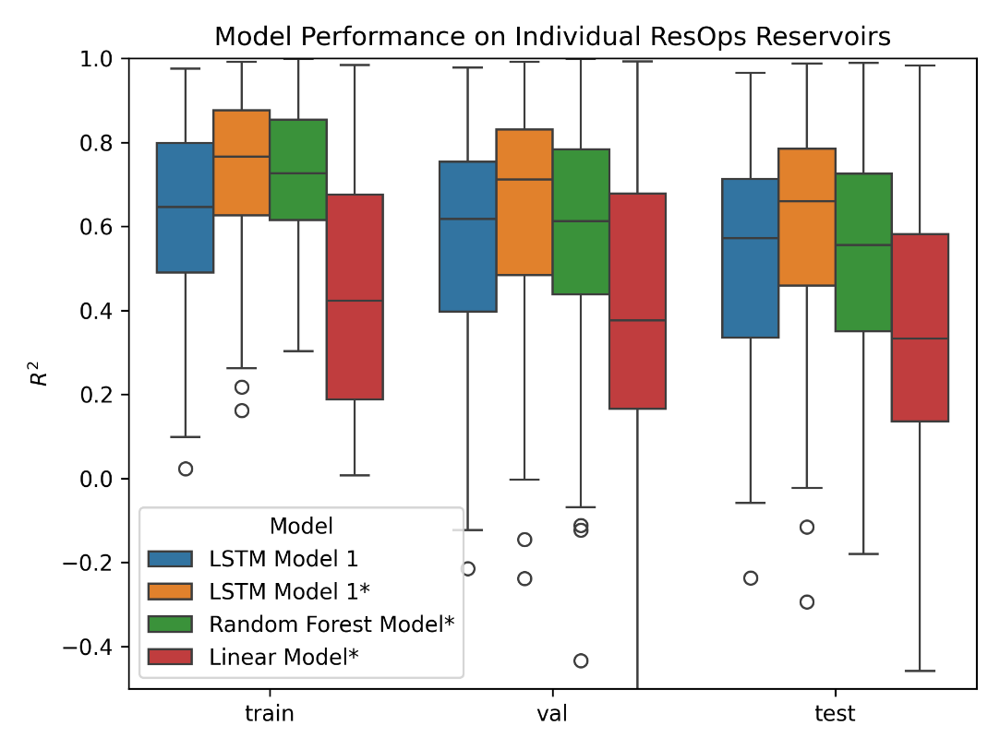 Model Performance on Individual ResOps Reservoirs
1.0
0.8
0.6
0.4
0.2
0.0
−0.2
−0.4
R²
Model
LSTM Model 1
LSTM Model 1*
Random Forest Model*
Linear Model*
train val test